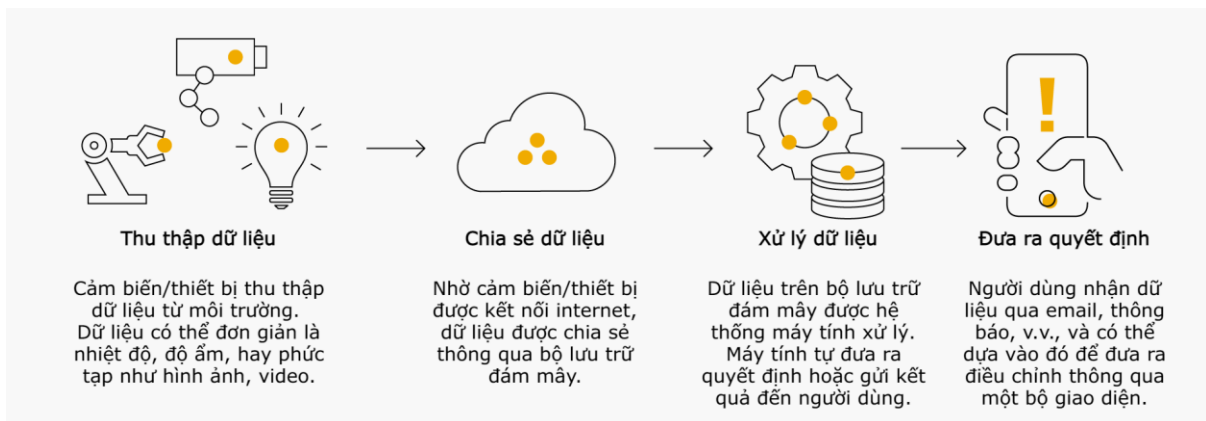 Thu thập dữ liệu
Cảm biến/thiết bị thu thập
dữ liệu từ môi trường.
Dữ liệu có thể đơn giản là
nhiệt độ, độ ẩm, hay phức
tạp như hình ảnh, video.
Chia sẻ dữ liệu
Nhờ cảm biến/thiết bị
được kết nối internet,
dữ liệu được chia sẻ
thông qua bộ lưu trữ
đám mây.
Xử lý dữ liệu
Dữ liệu trên bộ lưu trữ
đám mây được hệ
thống máy tính xử lý.
Máy tính tự đưa ra
quyết định hoặc gửi kết
quả đến người dùng.
Đưa ra quyết định
Người dùng nhận dữ
liệu qua email, thông
báo, v.v., và có thể
dựa vào đó để đưa ra
điều chỉnh thông qua
một bộ giao diện.